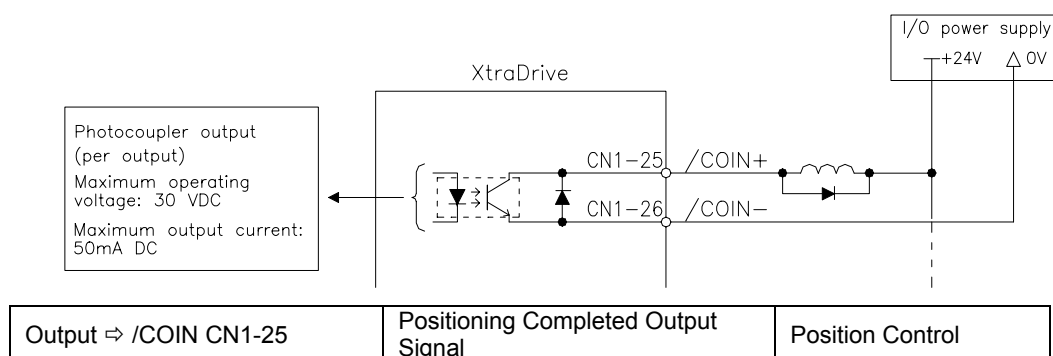 I/O power supply
+24V 0V
XtraDrive
Photocoupler output
(per output)
Maximum operating
voltage: 30 VDC
Maximum output current:
50mA DC
CN1-25 /COIN+
CN1-26 /COIN-
Output ⇨ /COIN CN1-25
Positioning Completed Output
Signal
Position Control